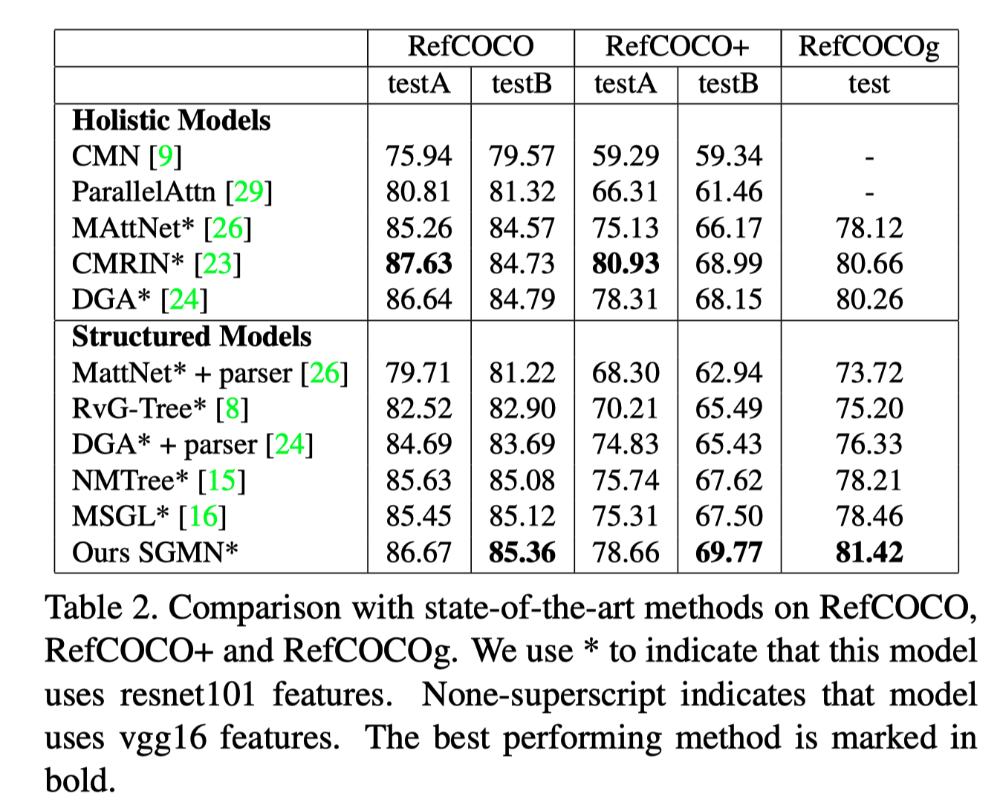 RefCOCO RefCOCO+ RefCOCOg
testA testB testA testB test
Holistic Models
CMN [9] 75.94 79.57 59.29 59.34 -
ParallelAttn [29] 80.81 81.32 66.31 61.46 -
MAttNet* [26] 85.26 84.57 75.13 66.17 78.12
CMRIN* [23] 87.63 84.73 80.93 68.99 80.66
DGA* [24] 86.64 84.79 78.31 68.15 80.26
Structured Models
MattNet* + parser [26] 79.71 81.22 68.30 62.94 73.72
RvG-Tree* [8] 82.52 82.90 70.21 65.49 75.20
DGA* + parser [24] 84.69 83.69 74.83 65.43 76.33
NMTree* [15] 85.63 85.08 75.74 67.62 78.21
MSGL* [16] 85.45 85.12 75.31 67.50 78.46
Ours SGMN* 86.67 85.36 78.66 69.77 81.42
Table 2. Comparison with state-of-the-art methods on RefCOCO,
RefCOCO+ and RefCOCOg. We use * to indicate that this model
uses resnet101 features. None-superscript indicates that model
uses vgg16 features. The best performing method is marked in
bold.